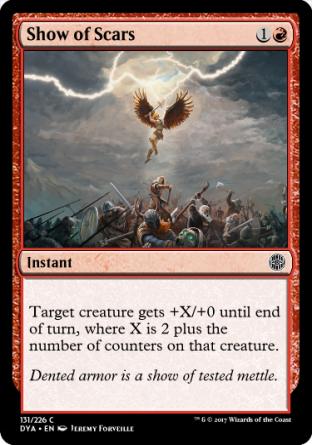 Show of Scars 1
Instant
Target creature gets +X/+0 until end
of turn, where X is 2 plus the
number of counters on that creature.
Dented armor is a show of tested mettle.
131/226 C
DYA • EN Jeremy Forveille
™ & © 2017 Wizards of the Coast